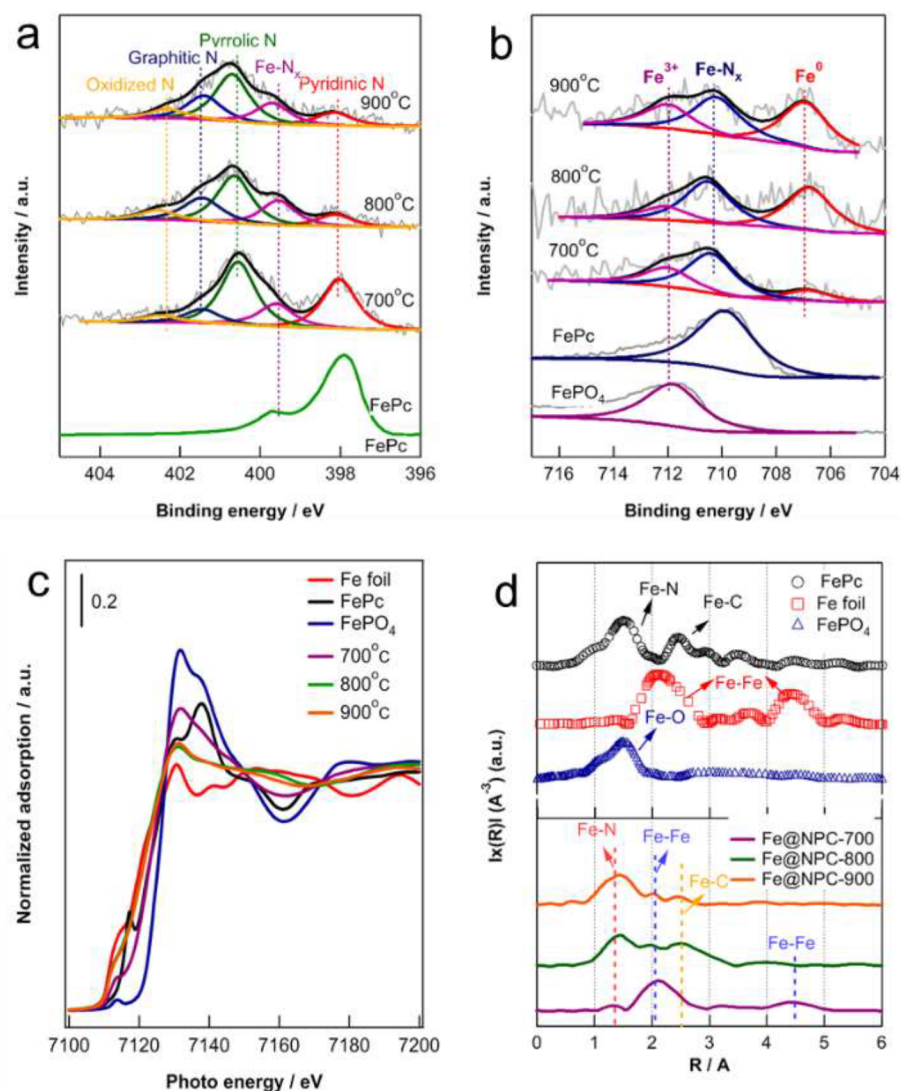 a
Pyrrolic N
Graphitic N
Fe-Nx
Oxidized N
Pyridinic N
900°C
800°C
700°C
FePc
FePc
Intensity / a.u.
404 402 400 398 396
Binding energy / eV
b
Fe3+
Fe-Nx
Fe0
900°C
800°C
700°C
FePc
FePO4
Intensity / a.u.
716 714 712 710 708 706 704
Binding energy / eV
c
0.2
Fe foil
FePc
FePO4
700°C
800°C
900°C
Normalized adsorption / a.u.
7100 7120 7140 7160 7180 7200
Photo energy / eV
d
Fe-N
Fe-C
FePc
Fe foil
FePO4
Fe-Fe
Fe-O
Fe-N
Fe-Fe
Fe-C
Fe@NPC-700
Fe@NPC-800
Fe@NPC-900
Fe-Fe
Ix(R)I (A-3) (a.u.)
0 1 2 3 4 5 6
R / A